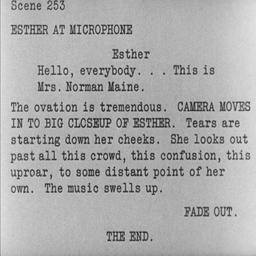 Scene 253
ESTHER AT MICROPHONE
Esther
Hello, everybody. . . This is
Mrs. Norman Maine.
The ovation is tremendous. CAMERA MOVES
IN TO BIG CLOSEUP OF ESTHER. Tears are
starting down her cheeks. She looks out
past all this crowd, this confusion, this
uproar, to some distant point of her
own. The music swells up.
FADE OUT.
THE END.